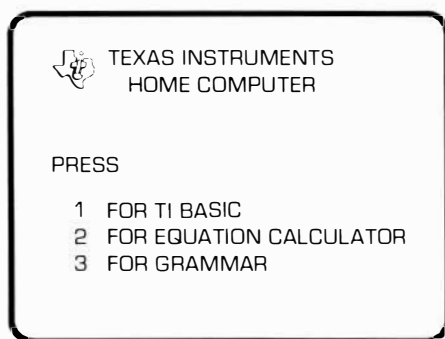 TEXAS INSTRUMENTS
HOME COMPUTER
PRESS
1 FOR TI BASIC
2 FOR EQUATION CALCULATOR
3 FOR GRAMMAR